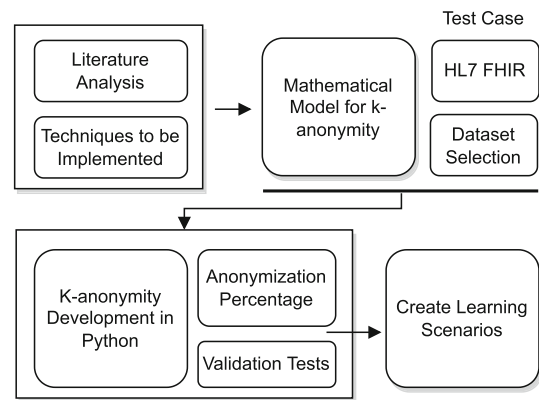 Test Case
Literature
Analysis
Techniques to be
Implemented
Mathematical
Model for k-
anonymity
HL7 FHIR
Dataset
Selection
K-anonymity
Development in
Python
Anonymization
Percentage
Validation Tests
Create Learning
Scenarios